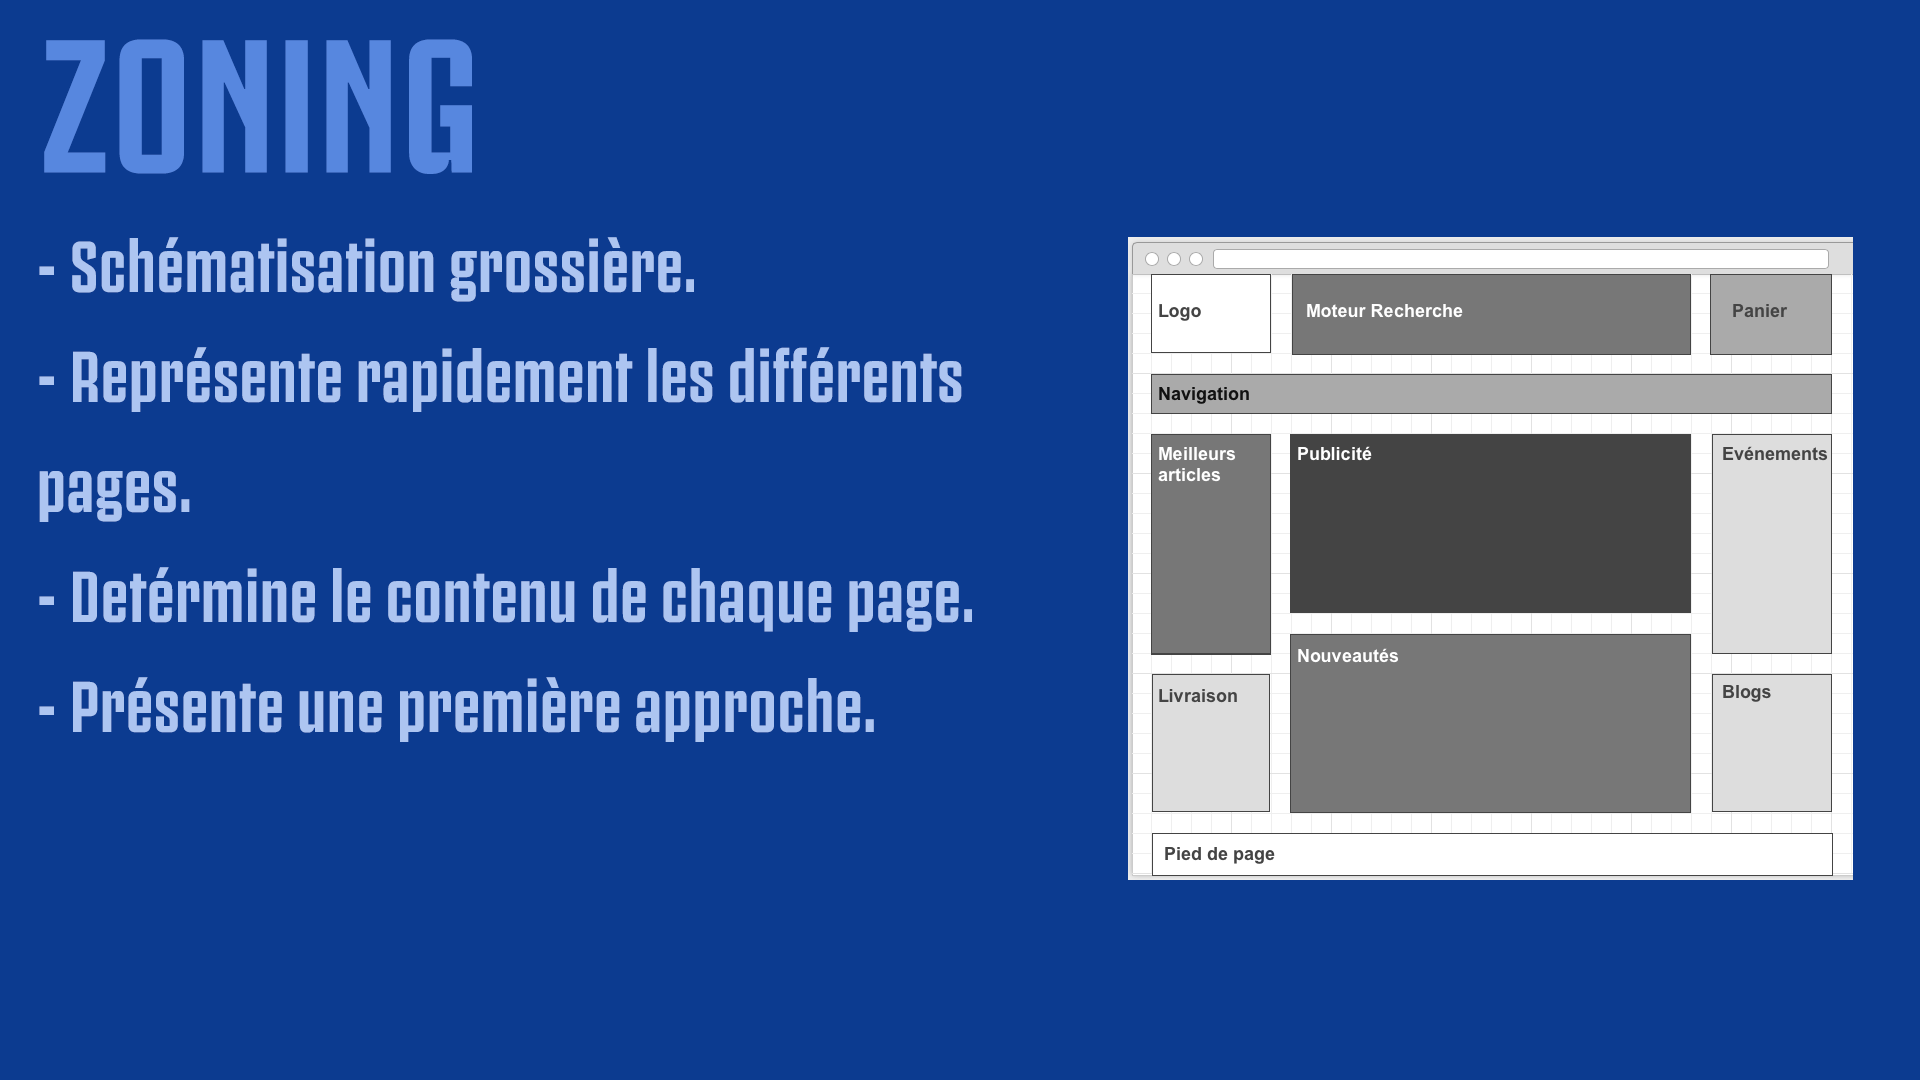 ZONING
- Schématisation grossière.
- Représente rapidement les différents
pages.
- Detérmine le contenu de chaque page.
- Présente une première approche.
Logo
Moteur Recherche
Panier
Navigation
Meilleurs
articles
Publicité
Evénements
Nouveautés
Livraison
Blogs
Pied de page